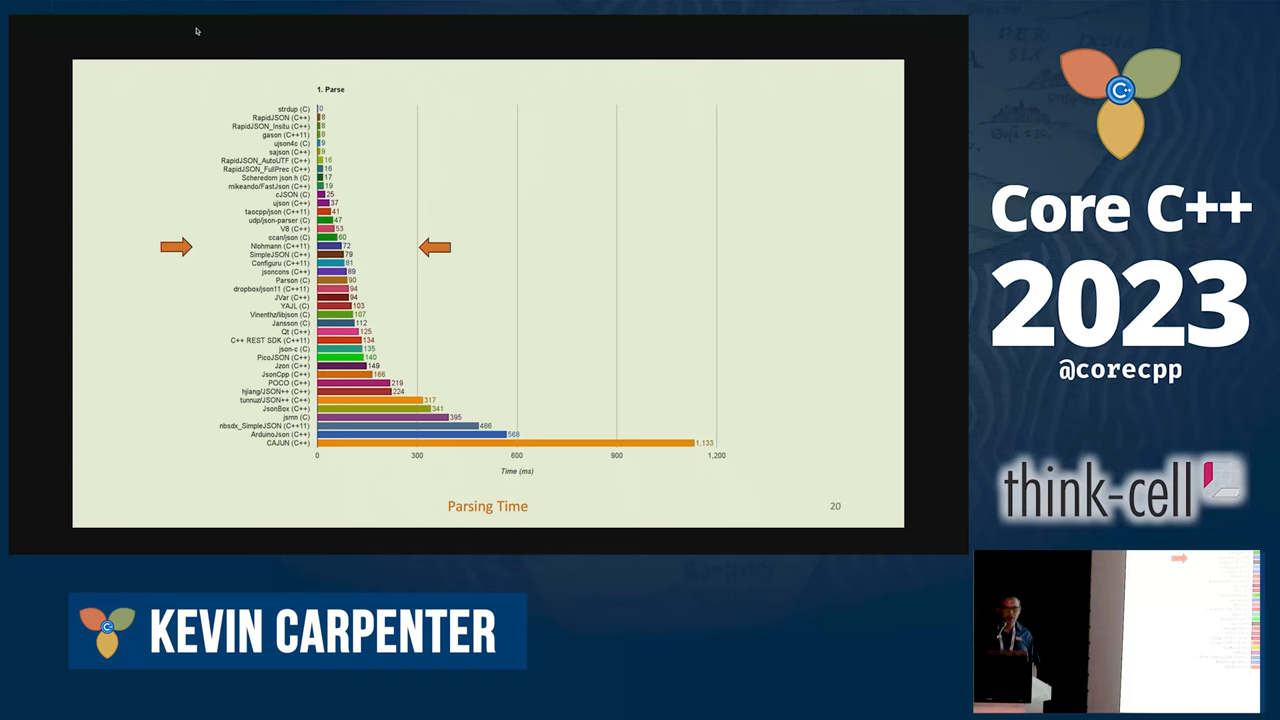 1. Parse
strdup (C) 0
RapidJSON (C++) 8
RapidJSON_Insitu (C++) 8
gason (C++11) 8
ujson4c (C) 9
sajson (C++) 9
RapidJSON_AutoUTF (C++) 16
RapidJSON_FullPrec (C++) 16
Scheredom json.h (C) 17
mikeando/FastJson (C++) 19
cJSON (C) 25
ujson (C++) 37
taocpp/json (C++11) 41
udp/json-parser (C) 47
V8 (C++) 53
ccan/json (C) 60
Nlohmann (C++11) 72
SimpleJSON (C++) 79
Configuru (C++11) 81
jsoncons (C++) 89
Parson (C) 90
dropbox/json11 (C++11) 94
JVar (C++) 94
YAJL (C) 103
Vinenthz/libjson (C) 107
Jansson (C) 112
Qt (C++) 125
C++ REST SDK (C++11) 134
json-c (C) 135
PicoJSON (C++) 140
Jzon (C++) 149
JsonCpp (C++) 166
POCO (C++) 219
hjiang/JSON++ (C++) 224
tunnuz/JSON++ (C++) 317
JsonBox (C++) 341
jsmn (C) 395
nbsdx_SimpleJSON (C++11) 486
ArduinoJson (C++) 568
CAJUN (C++) 1,133
0 300 600 900 1,200
Time (ms)
Parsing Time
20
C++
Core C++
2023
@corecpp
think-cell
C++
KEVIN CARPENTER